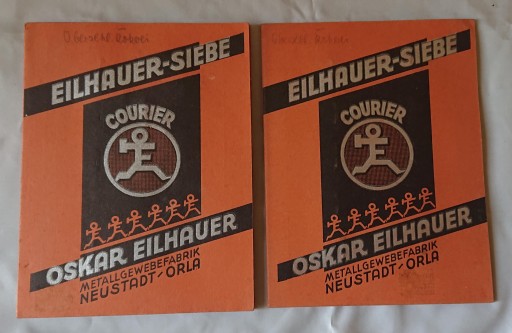 EILHAUER-SIEBE
COURIER
OSKAR EILHAUER
METALLGEWEBEFABRIK
NEUSTADT/ORLA
EILHAUER-SIEBE
COURIER
OSKAR EILHAUER
METALLGEWEBEFABRIK
NEUSTADT/ORLA